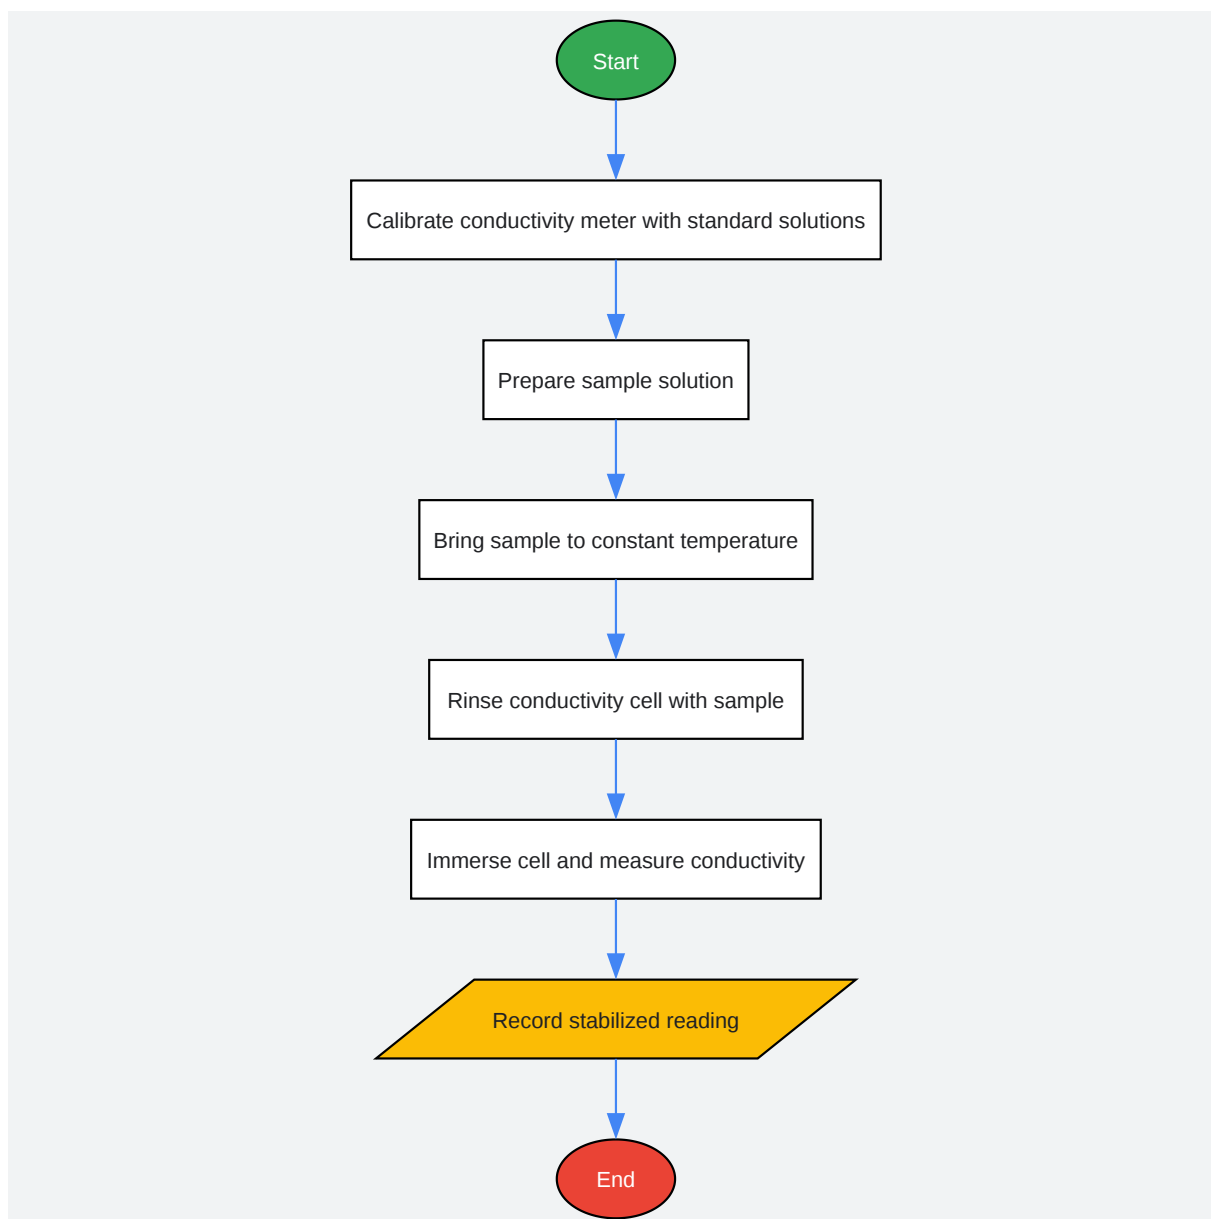 Start
Calibrate conductivity meter with standard solutions
Prepare sample solution
Bring sample to constant temperature
Rinse conductivity cell with sample
Immerse cell and measure conductivity
Record stabilized reading
End